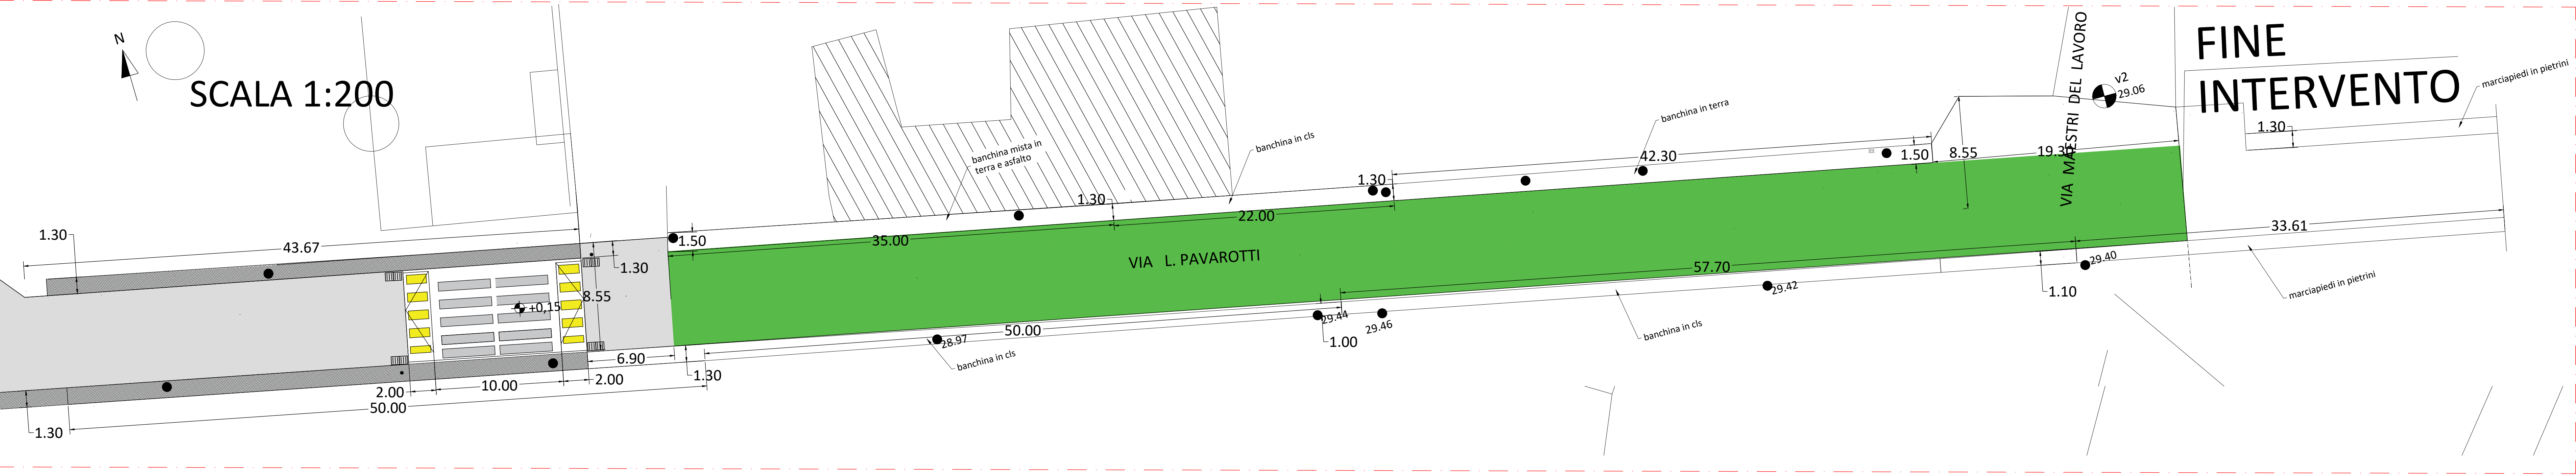 N
SCALA 1:200
FINE
INTERVENTO
VIA MAESTRI DEL LAVORO
v2
29.06
marciapiedi in pietrini
1.30
banchina in terra
banchina in cls
banchina mista in
terra e asfalto
42.30
1.50
8.55
19.30
1.30
1.30
22.00
35.00
1.50
1.30
43.67
1.30
8.55
+0,15
VIA L. PAVAROTTI
57.70
33.61
29.40
marciapiedi in pietrini
29.42
1.10
banchina in cls
29.44
29.46
1.00
50.00
28.97
banchina in cls
6.90
1.30
2.00
10.00
2.00
50.00
1.30